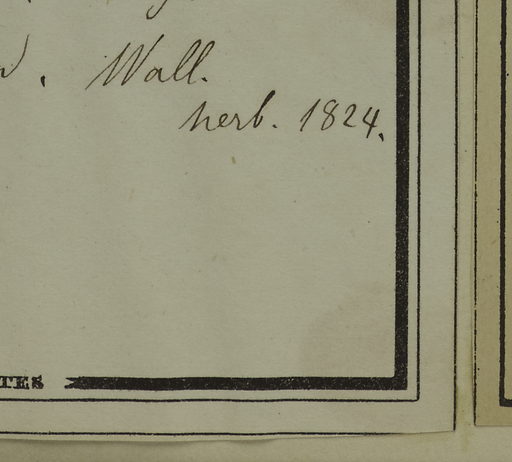 . Wall.
herb. 1824.
TES